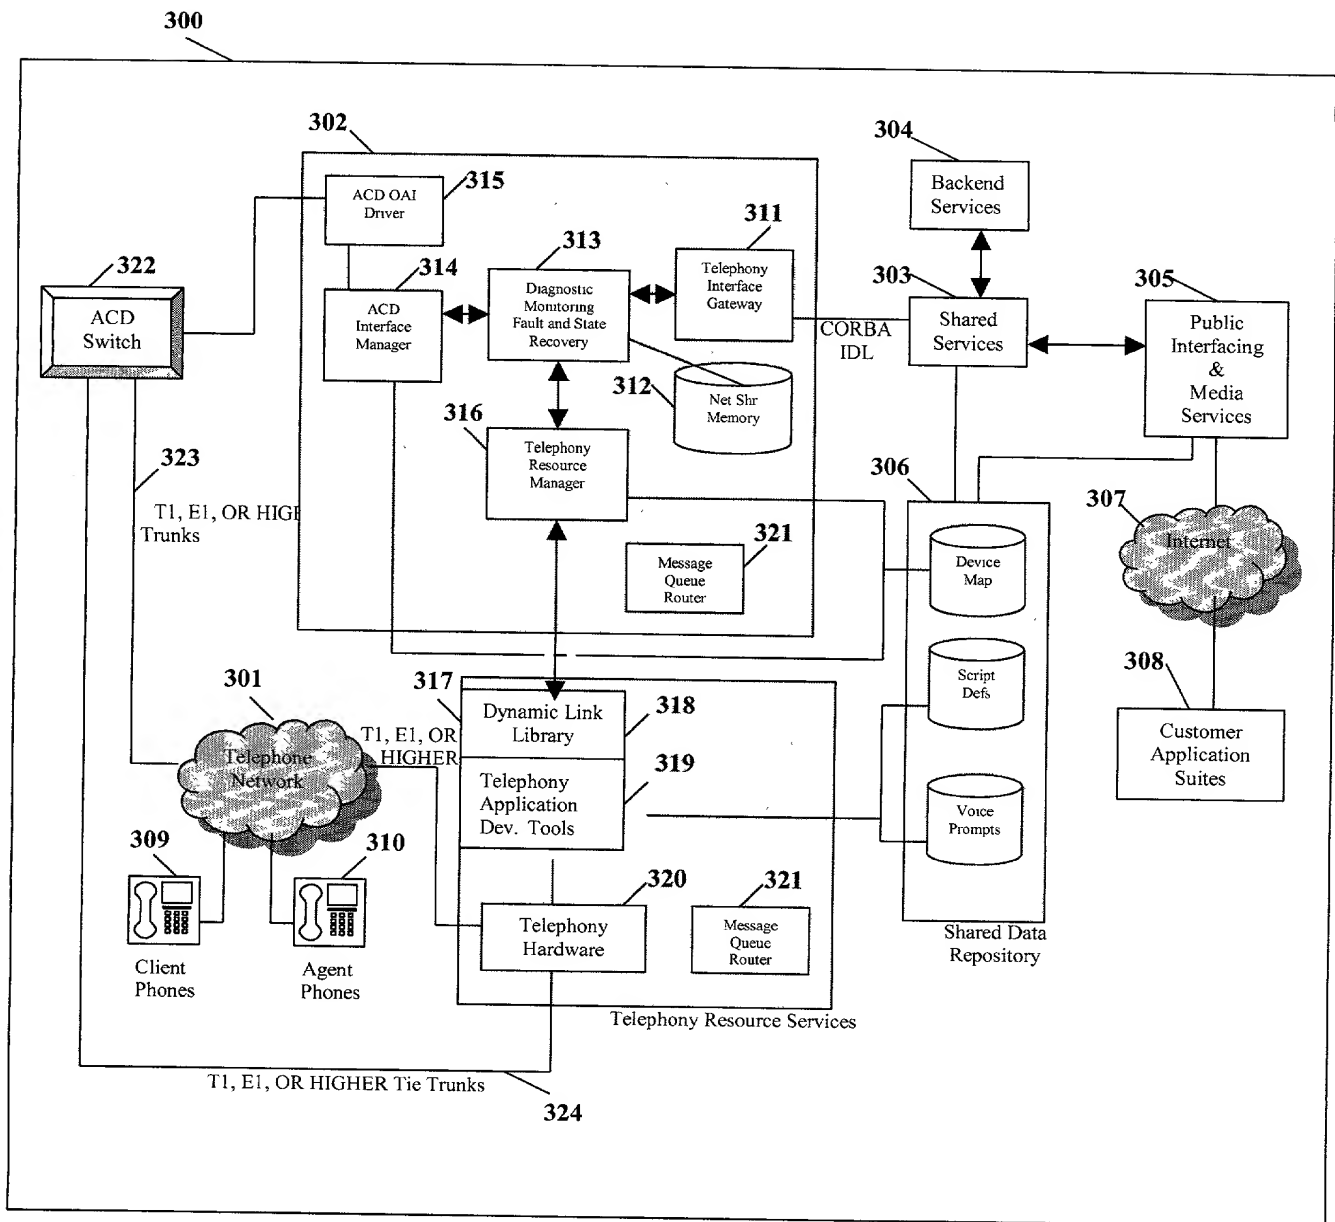 300
302
304
ACD OAI
Driver
315
Backend
Services
311
313
322
314
Telephony
Interface
Gateway
303
305
ACD
Switch
ACD
Interface
Manager
Diagnostic
Monitoring
Fault and State
Recovery
CORBA
IDL
Shared
Services
Public
Interfacing
&
Media
Services
312
Net Shr
Memory
316
Telephony
Resource
Manager
323
306
T1, E1, OR HIGH
Trunks
307
Internet
321
Message
Queue
Router
Device
Map
301
317
318
Script
Defs
308
Telephone
Network
T1, E1, OR
HIGHER
Dynamic Link
Library
319
Customer
Application
Suites
Telephony
Application
Dev. Tools
Voice
Prompts
309
310
320
321
Telephony
Hardware
Message
Queue
Router
Shared Data
Repository
Client
Phones
Agent
Phones
Telephony Resource Services
T1, E1, OR HIGHER Tie Trunks
324